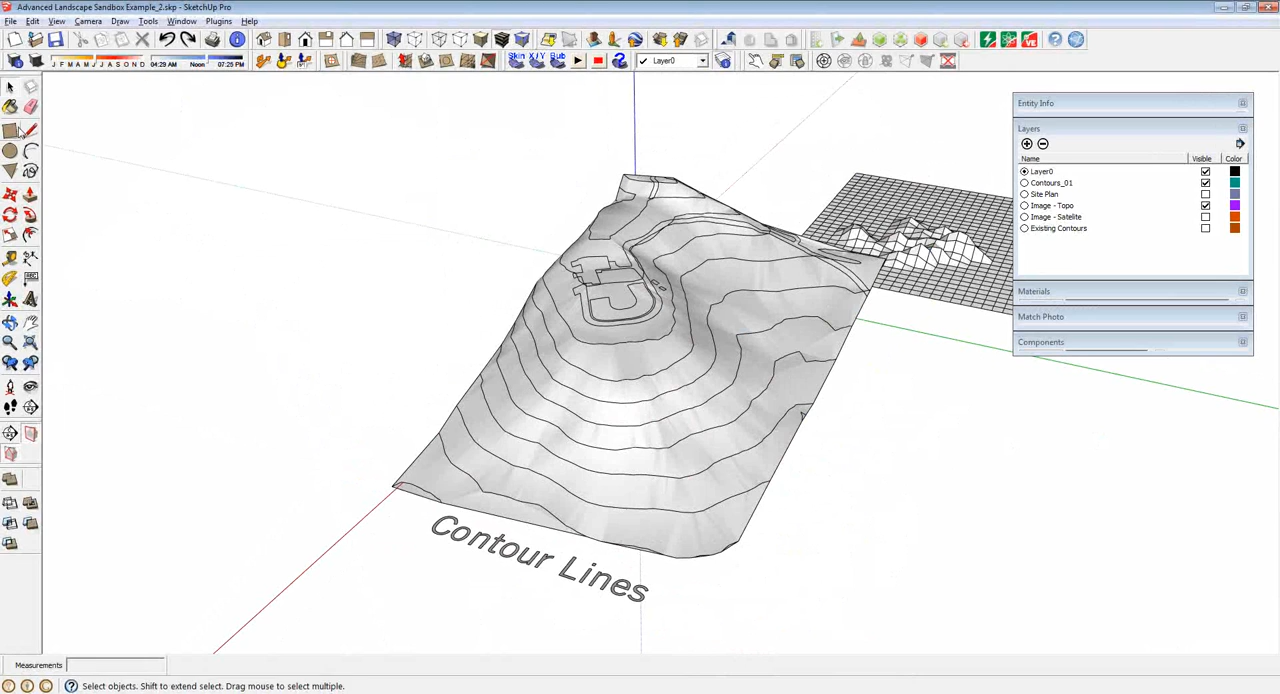 Advanced Landscape Sandbox Example_2.skp - SketchUp Pro
File Edit View Camera Draw Tools Window Plugins Help
J F M A M J J A S O N D 04:29 AM Noon 07:25 PM
Skin X/Y Bub
Layer0
Entity Info
Layers
Name Visible Color
Layer0
Contours_01
Site Plan
Image - Topo
Image - Satelite
Existing Contours
Materials
Match Photo
Components
Contour Lines
Measurements
Select objects. Shift to extend select. Drag mouse to select multiple.